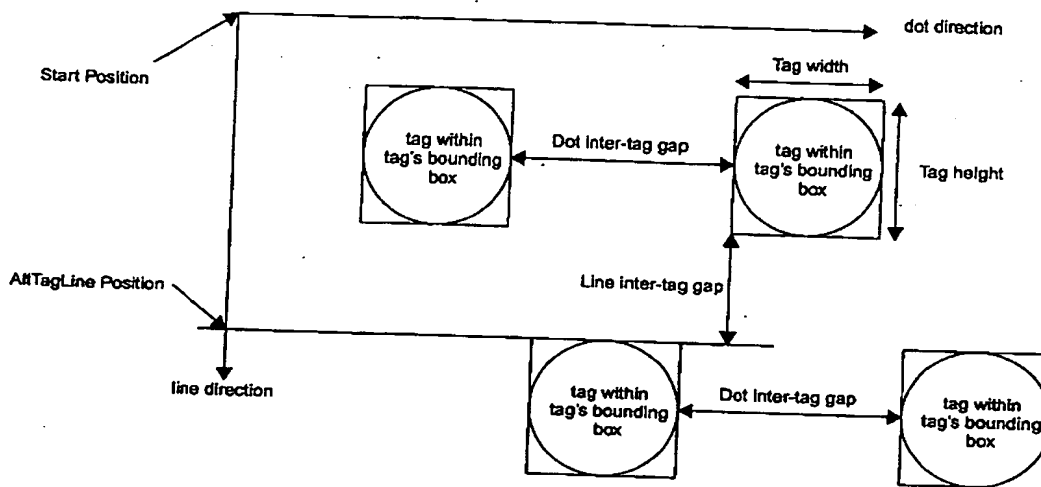 dot direction
Start Position
Tag width
tag within
tag's bounding
box
Dot inter-tag gap
tag within
tag's bounding
box
Tag height
AltTagLine Position
Line inter-tag gap
line direction
tag within
tag's bounding
box
Dot inter-tag gap
tag within
tag's bounding
box